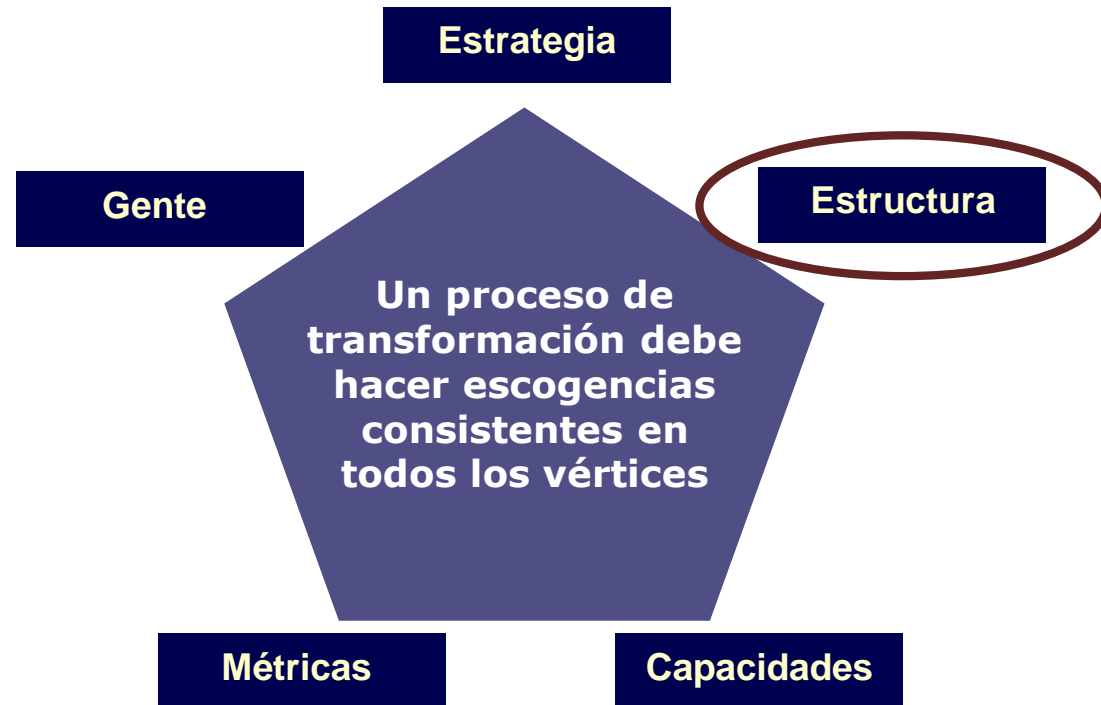 Estrategia
Gente
Estructura
Un proceso de
transformación debe
hacer escogencias
consistentes en
todos los vértices
Métricas
Capacidades